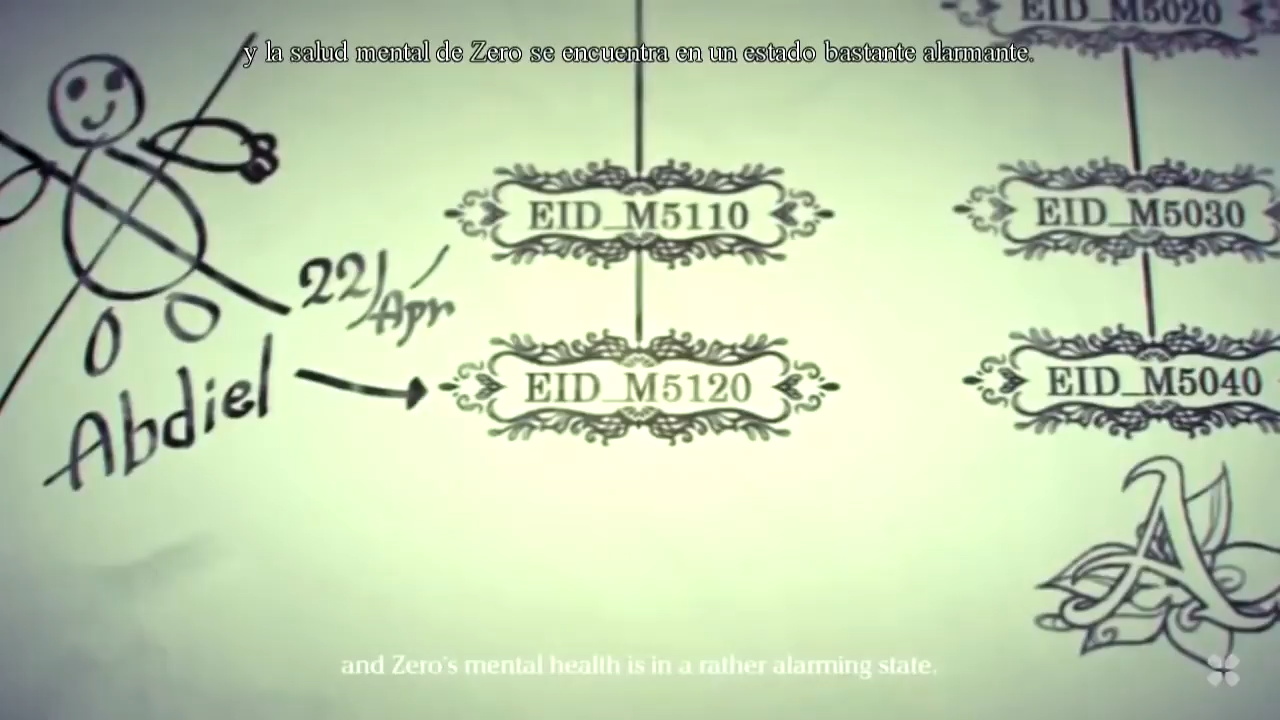 EID_M5020
y la salud mental de Zero se encuentra en un estado bastante alarmante.
EID_M5110
EID_M5030
22/Apr
EID_M5120
EID_M5040
Abdiel
A
and Zero's mental health is in a rather alarming state.